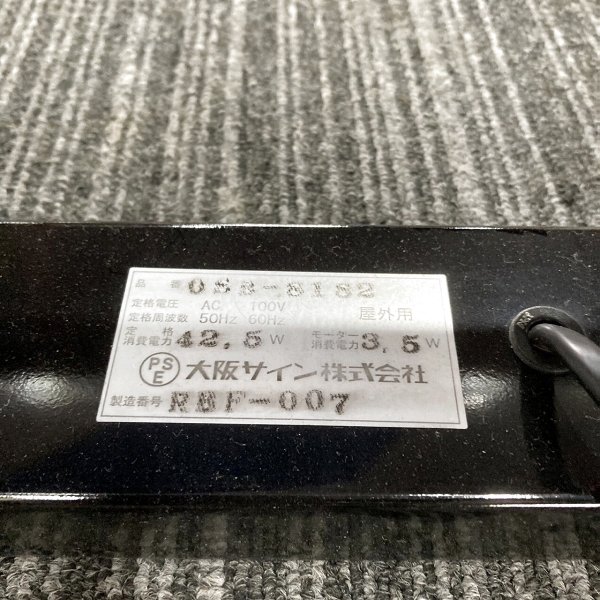 品番 OSS-8182
定格電圧 AC 100V
定格周波数 50Hz 60Hz 屋外用
定格消費電力 42,5W モーター消費電力 3,5W
PSE 大阪サイン株式会社
製造番号 RBF-007